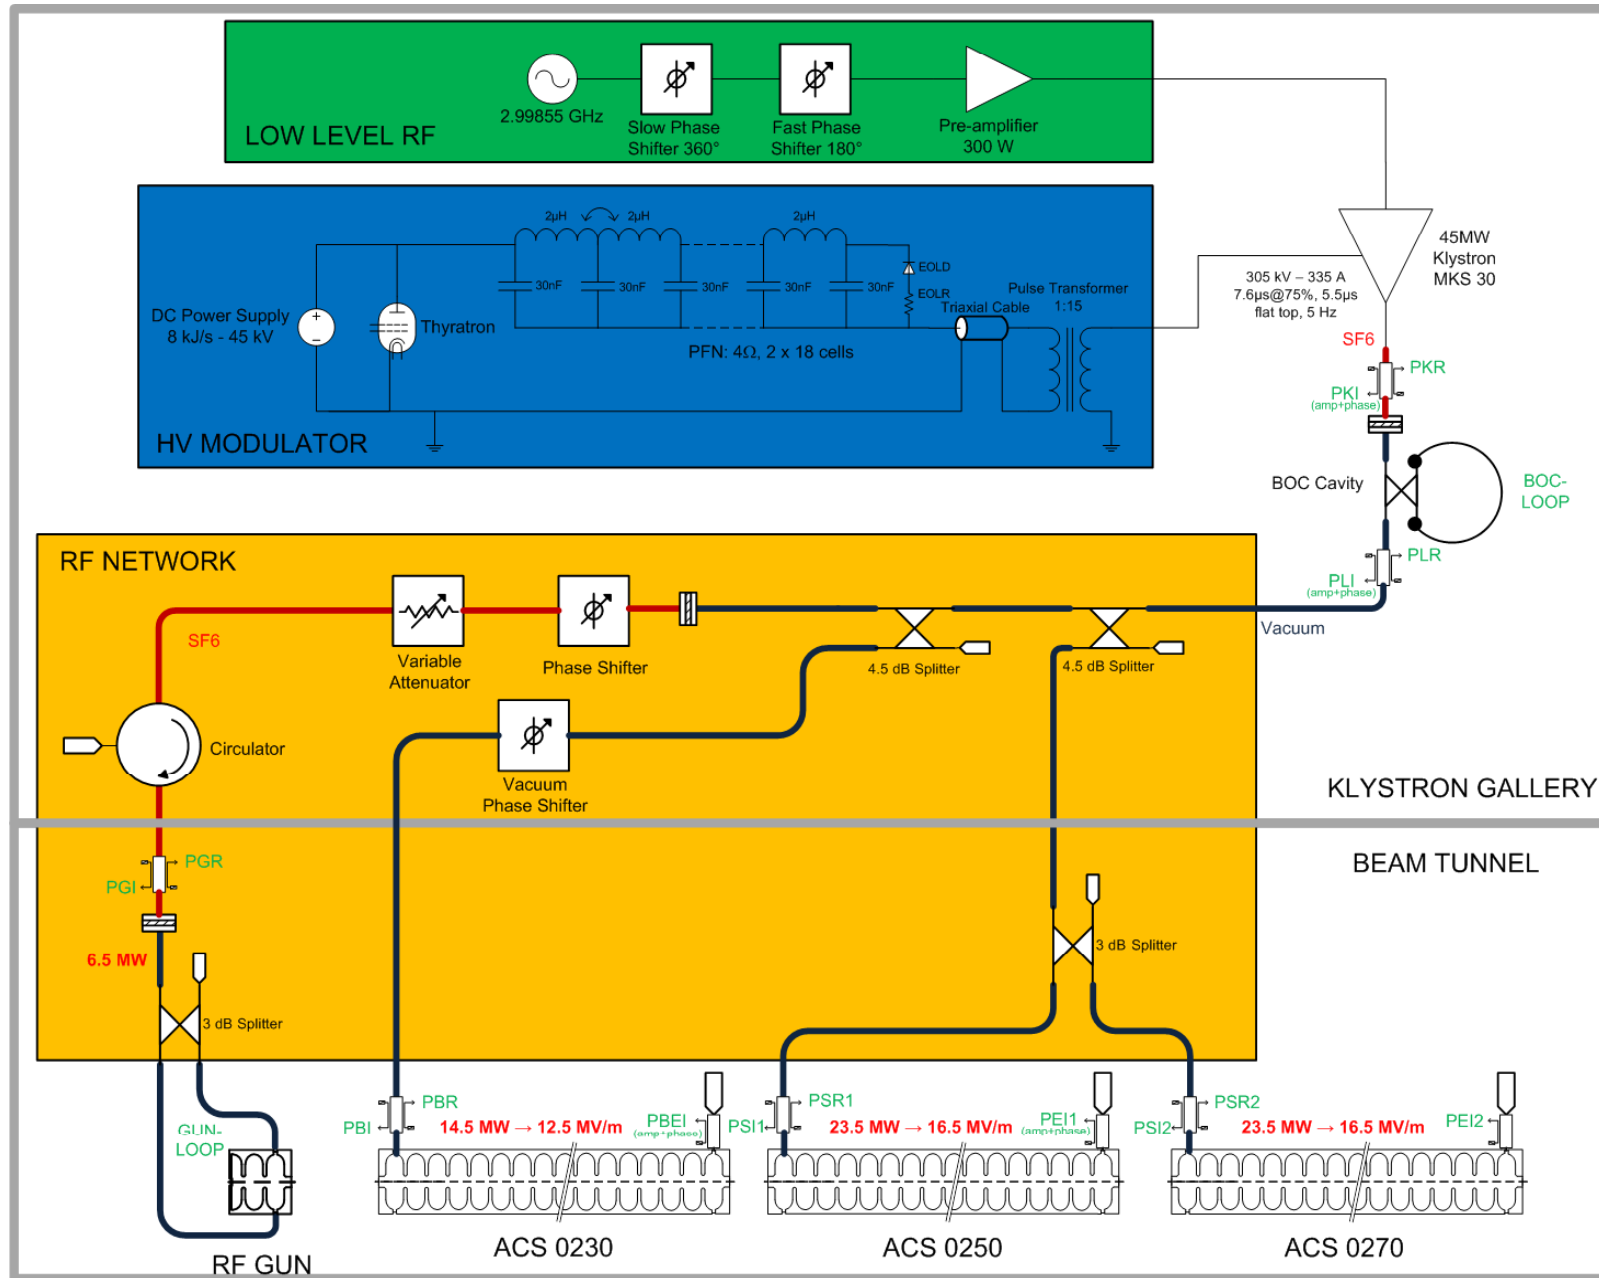 2.99855 GHz
Slow Phase
Shifter 360°
Fast Phase
Shifter 180°
Pre-amplifier
300 W
LOW LEVEL RF
2µH
2µH
2µH
30nF
30nF
30nF
30nF
30nF
EOLD
EOLR
DC Power Supply
8 kJ/s - 45 kV
+
−
Thyratron
Triaxial Cable
Pulse Transformer
1:15
PFN: 4Ω, 2 x 18 cells
HV MODULATOR
45MW
Klystron
MKS 30
305 kV – 335 A
7.6µs@75%, 5.5µs
flat top, 5 Hz
SF6
PKR
PKI
(amp+phase)
BOC Cavity
BOC-
LOOP
PLR
PLI
(amp+phase)
Vacuum
RF NETWORK
SF6
Variable
Attenuator
Phase Shifter
4.5 dB Splitter
4.5 dB Splitter
Circulator
Vacuum
Phase Shifter
KLYSTRON GALLERY
BEAM TUNNEL
PGR
PGI
6.5 MW
3 dB Splitter
3 dB Splitter
GUN-
LOOP
RF GUN
PBR
PBI
14.5 MW → 12.5 MV/m
PBEI
(amp+phase)
ACS 0230
PSR1
PSI1
23.5 MW → 16.5 MV/m
PEI1
(amp+phase)
ACS 0250
PSR2
PSI2
23.5 MW → 16.5 MV/m
PEI2
ACS 0270